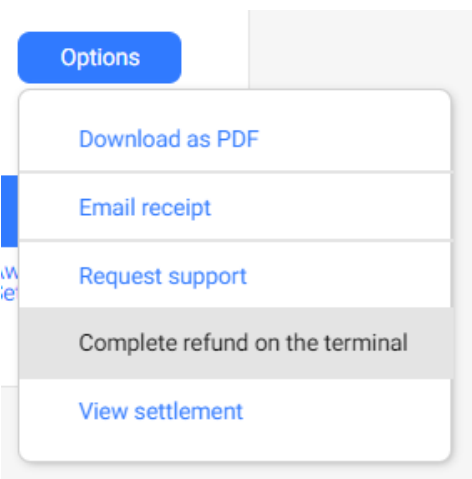 Options
Download as PDF
Email receipt
Request support
Complete refund on the terminal
View settlement